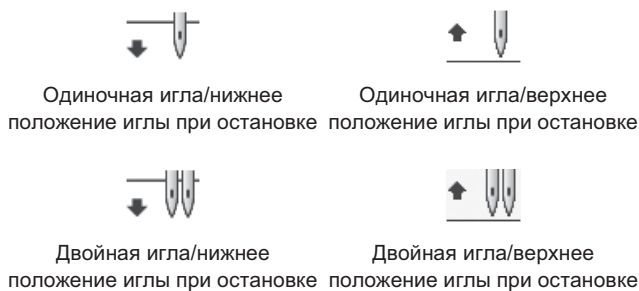 Одиночная игла/нижнее
положение иглы при остановке
Одиночная игла/верхнее
положение иглы при остановке
Двойная игла/нижнее
положение иглы при остановке
Двойная игла/верхнее
положение иглы при остановке